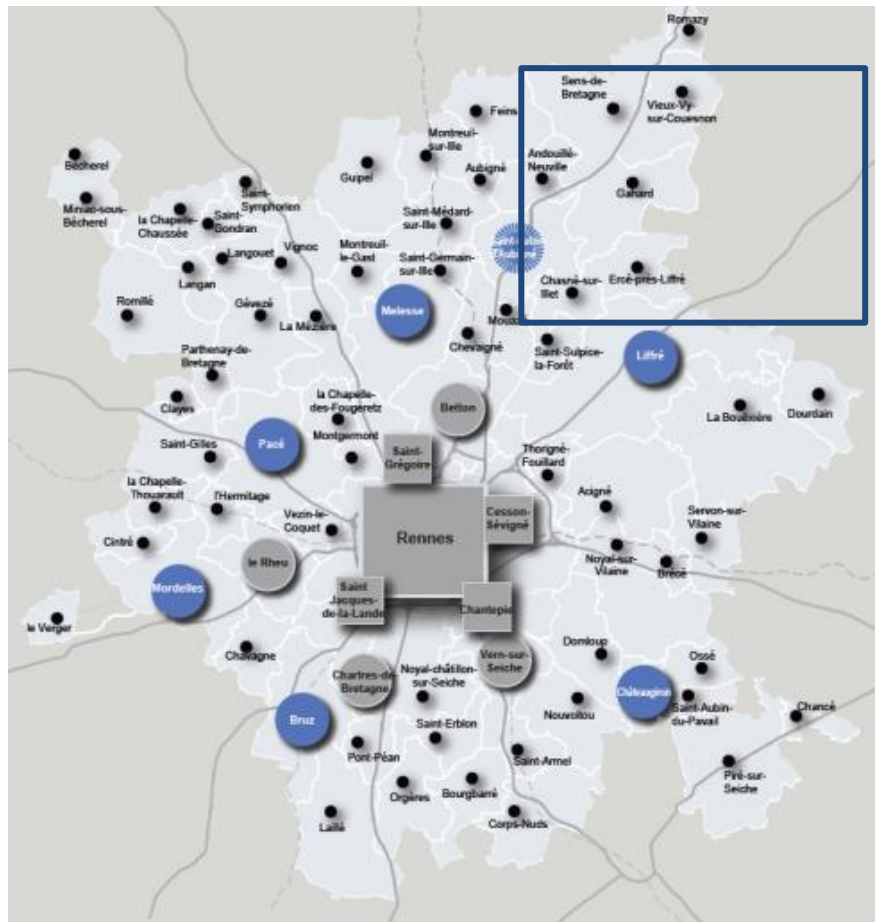 Romazy
Sens-de-
Bretagne
Vieux-Vy
-sur-Couesnon
Feins
Montreuil-
sur-Ille
Andouillé-
Neuville
Aubigné
Guipel
Gahard
Bécherel
Miniac-sous-
Bécherel
Saint-
Symphorien
la Chapelle-
Chaussée
Saint-
Gondran
Saint-Médard-
sur-Ille
Langouet
Vignoc
Montreuil-
le-Gast
Saint-Germain-
sur-Ille
Langan
Chasné-sur-
Illet
Ercé-près-Liffré
Romillé
Gévezé
La Mézière
Melesse
Chevaigné
Saint-Sulpice-
la-Forêt
Liffré
Parthenay-de-
Bretagne
Clayes
la Chapelle-
des-Fougeretz
Betton
La Bouëxière
Dourdain
Saint-Gilles
Pacé
Montgermont
Saint-
Grégoire
Thorigné-
Fouillard
la Chapelle-
Thouarault
l'Hermitage
Vezin-le-
Coquet
Acigné
Cesson-
Sévigné
Servon-sur-
Vilaine
Rennes
Cintré
le Rheu
Noyal-sur-
Vilaine
Brécé
Mordelles
Saint
Jacques-
de-la-Lande
Chantepie
le Verger
Chavagne
Domloup
Vern-sur-
Seiche
Ossé
Chartres-de-
Bretagne
Noyal-châtillon-
sur-Seiche
Châteaugiron
Saint-Aubin-
du-Pavail
Chancé
Nouvoitou
Bruz
Saint-Erblon
Pont-Péan
Saint-Armel
Piré-sur-
Seiche
Orgères
Bourgbarré
Laillé
Corps-Nuds